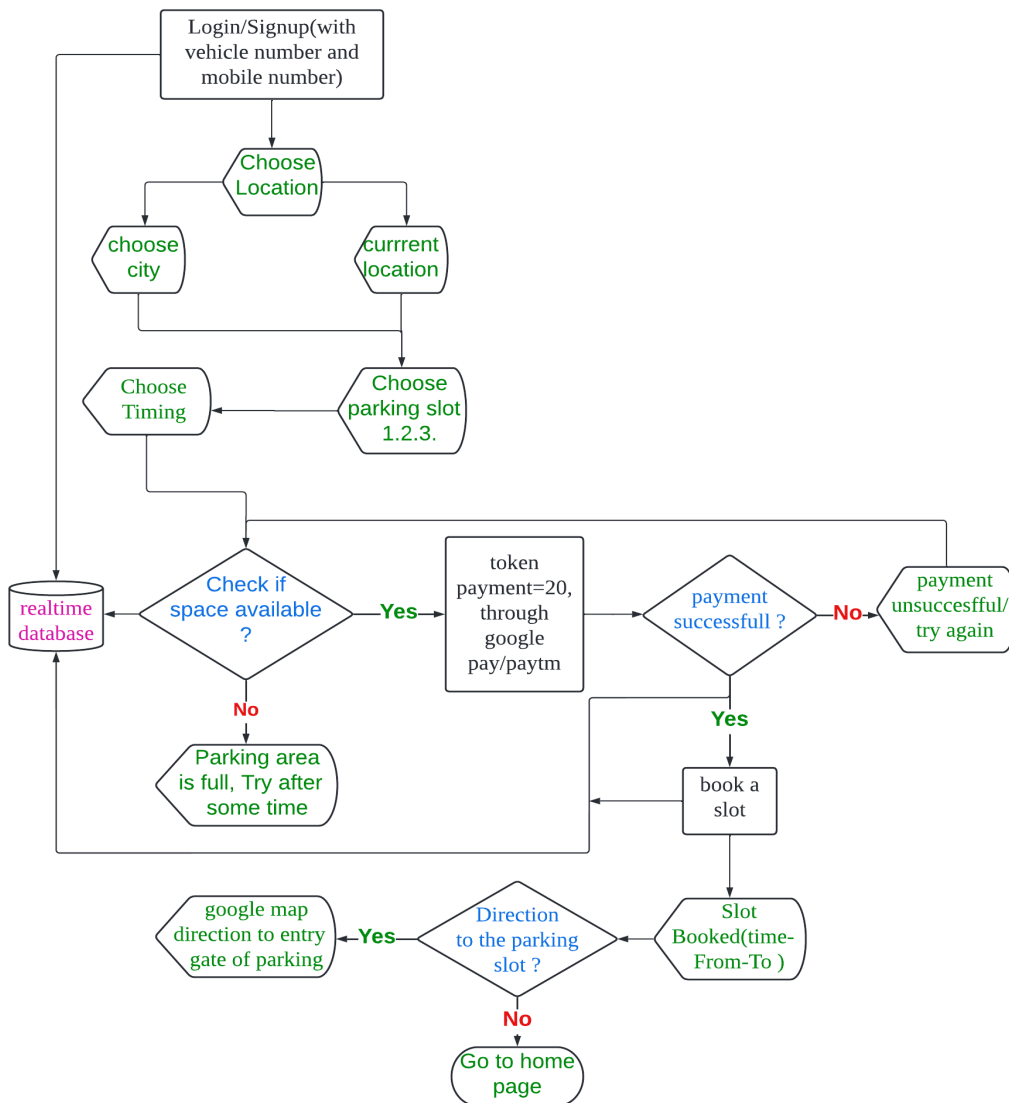 Login/Signup(with
vehicle number and
mobile number)
Choose
Location
choose
city
currrent
location
Choose
Timing
Choose
parking slot
1.2.3.
realtime
database
Check if
space available
?
Yes
token
payment=20,
through
google
pay/paytm
payment
successfull ?
No
payment
unsuccesfful/
try again
No
Yes
Parking area
is full, Try after
some time
book a
slot
google map
direction to entry
gate of parking
Yes
Direction
to the parking
slot ?
Slot
Booked(time-
From-To )
No
Go to home
page